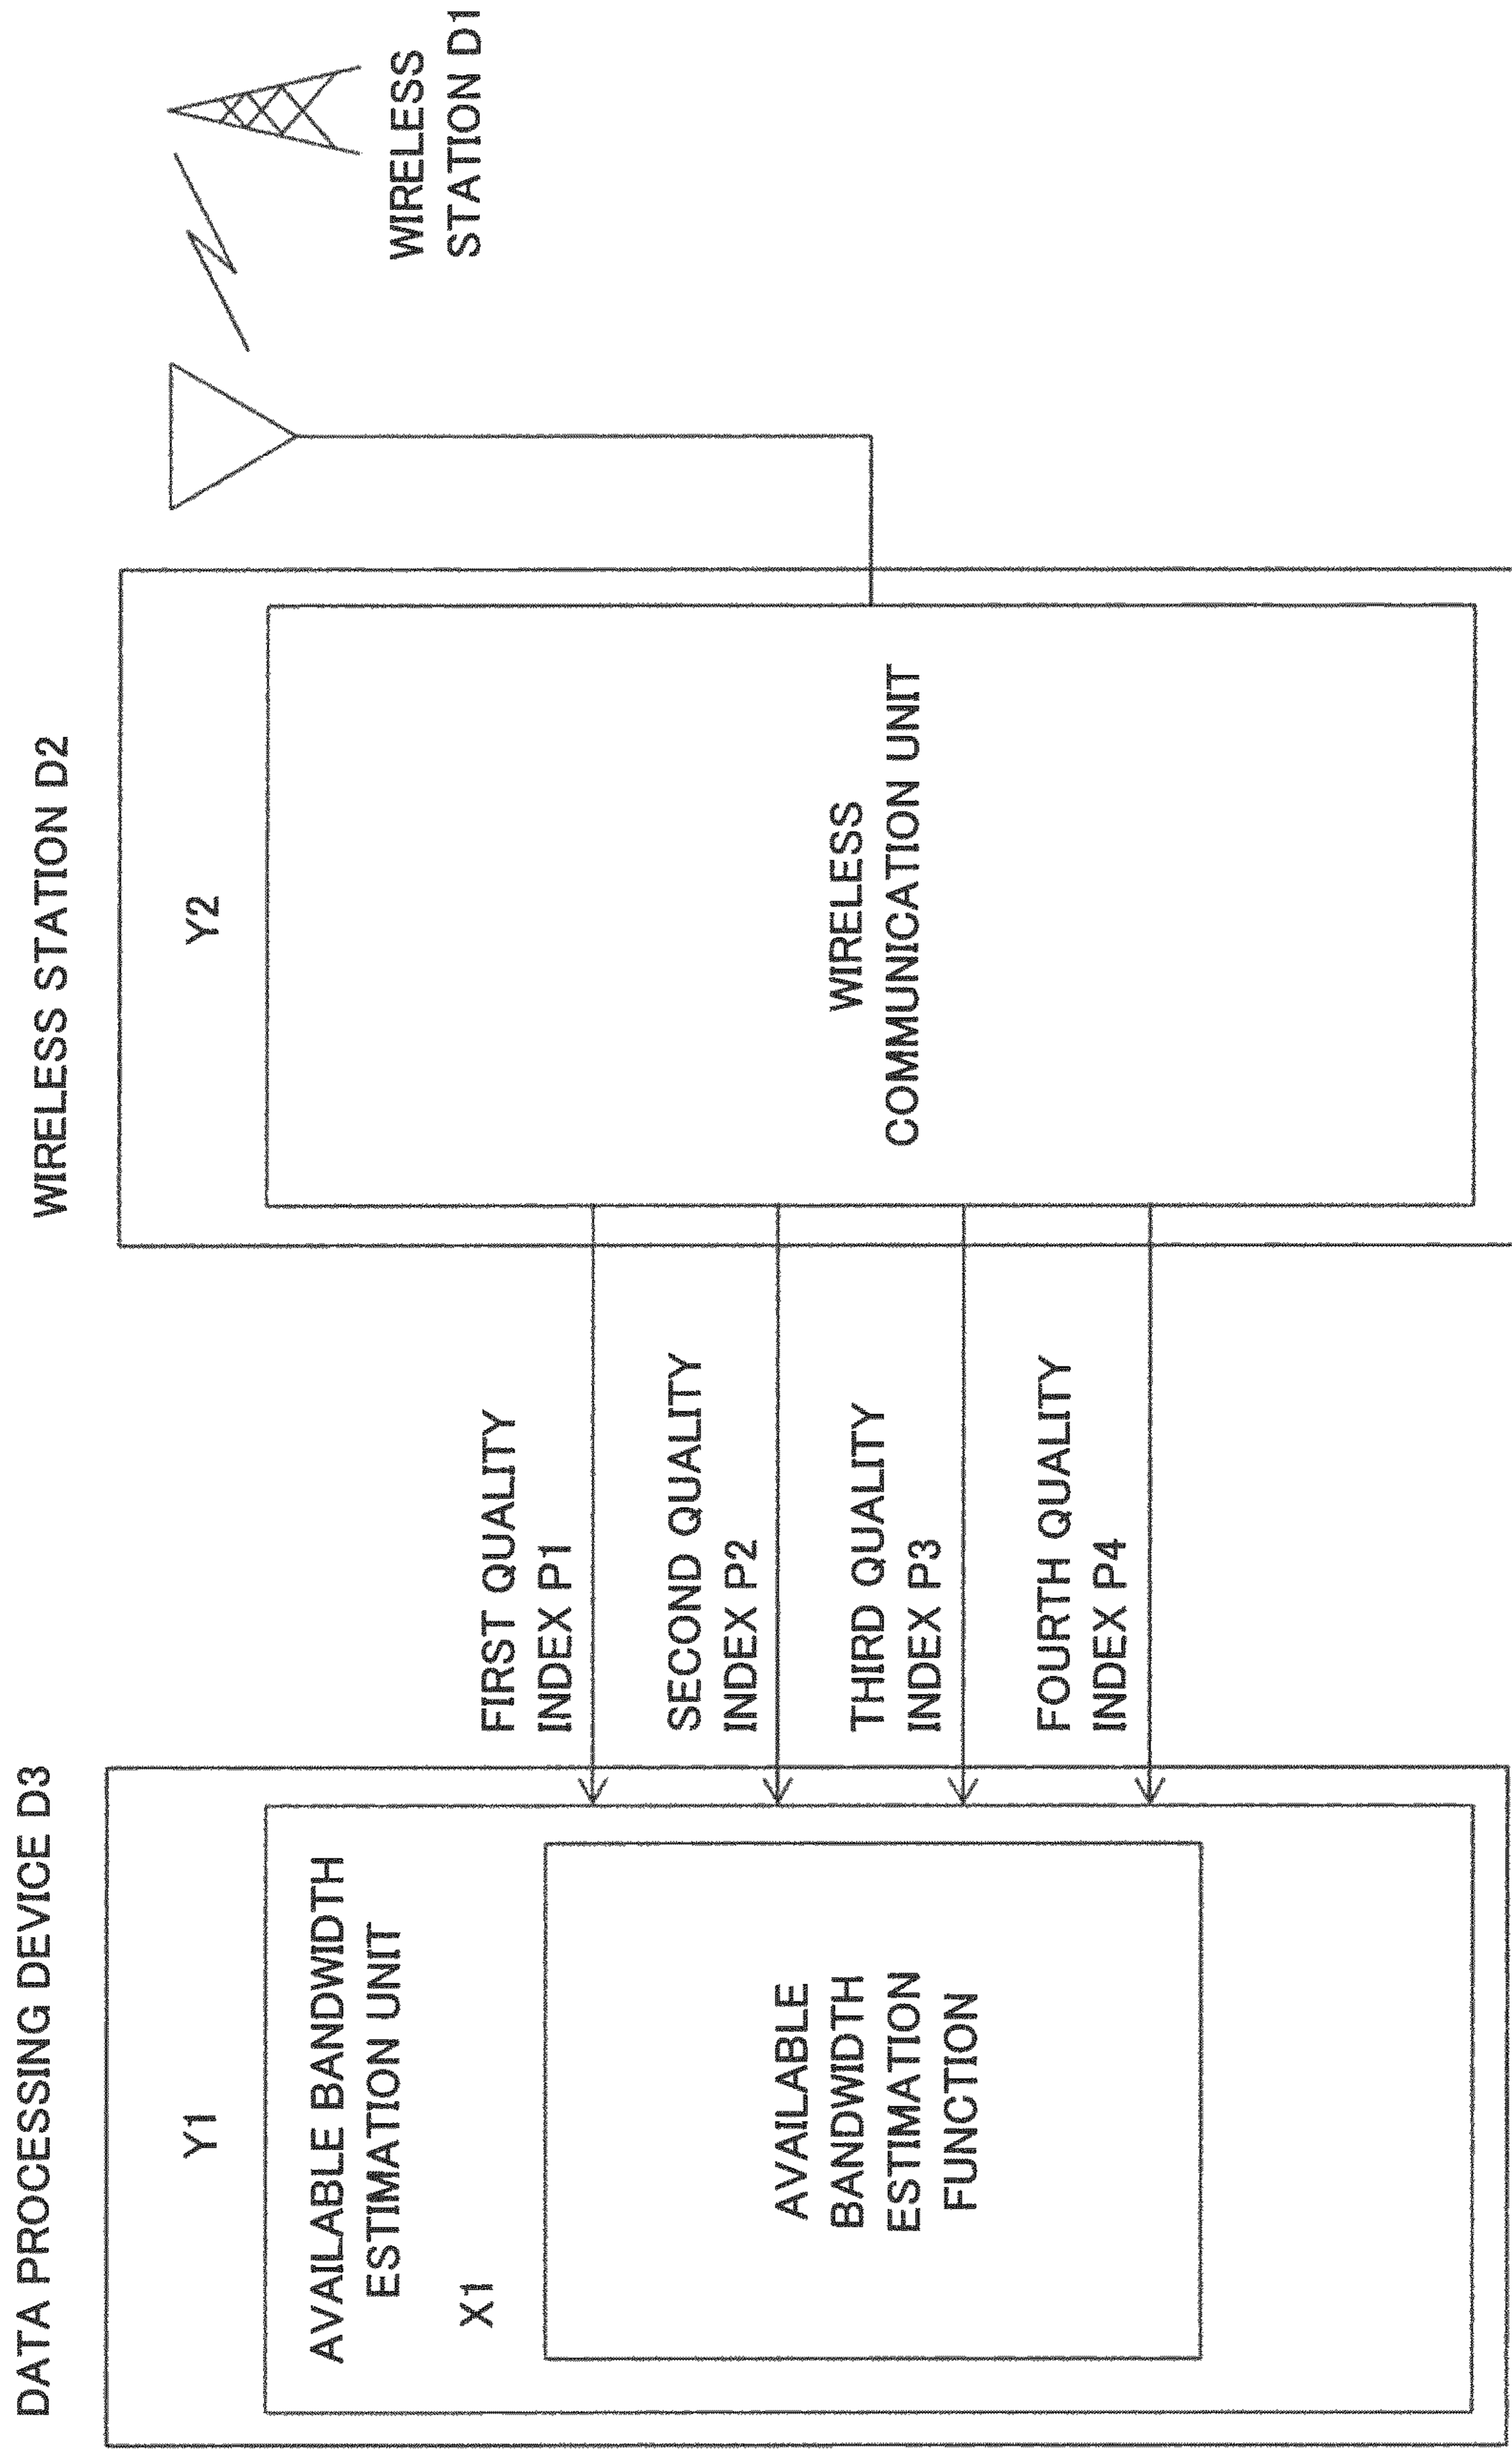 DATA PROCESSING DEVICE D3
Y1
AVAILABLE BANDWIDTH
ESTIMATION UNIT
X1
AVAILABLE
BANDWIDTH
ESTIMATION
FUNCTION
FIRST QUALITY
INDEX P1
SECOND QUALITY
INDEX P2
THIRD QUALITY
INDEX P3
FOURTH QUALITY
INDEX P4
WIRELESS STATION D2
Y2
WIRELESS
COMMUNICATION UNIT
WIRELESS
STATION D1